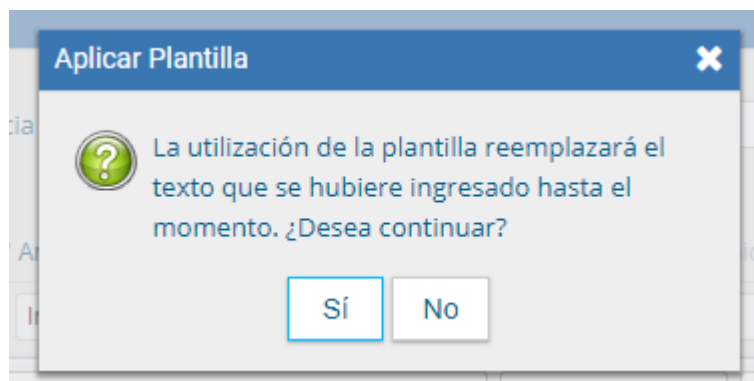 Aplicar Plantilla
La utilización de la plantilla reemplazará el
texto que se hubiere ingresado hasta el
momento. ¿Desea continuar?
Sí
No